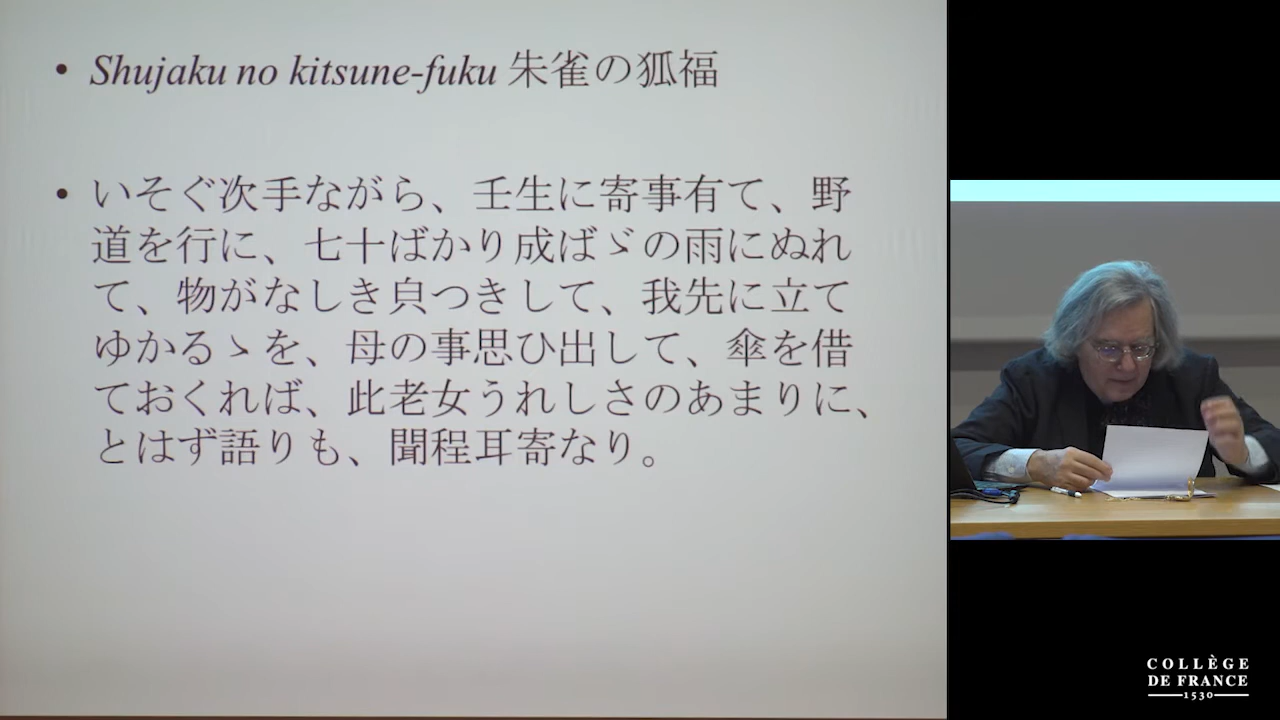 • Shujaku no kitsune-fuku 朱雀の狐福
• いそぐ次手ながら、壬生に寄事有て、野
道を行に、七十ばかり成ばゞの雨にぬれ
て、物がなしき㒵つきして、我先に立て
ゆかるゝを、母の事思ひ出して、傘を借
ておくれば、此老女うれしさのあまりに、
とはず語りも、聞程耳寄なり。
COLLÈGE
DE FRANCE
1530